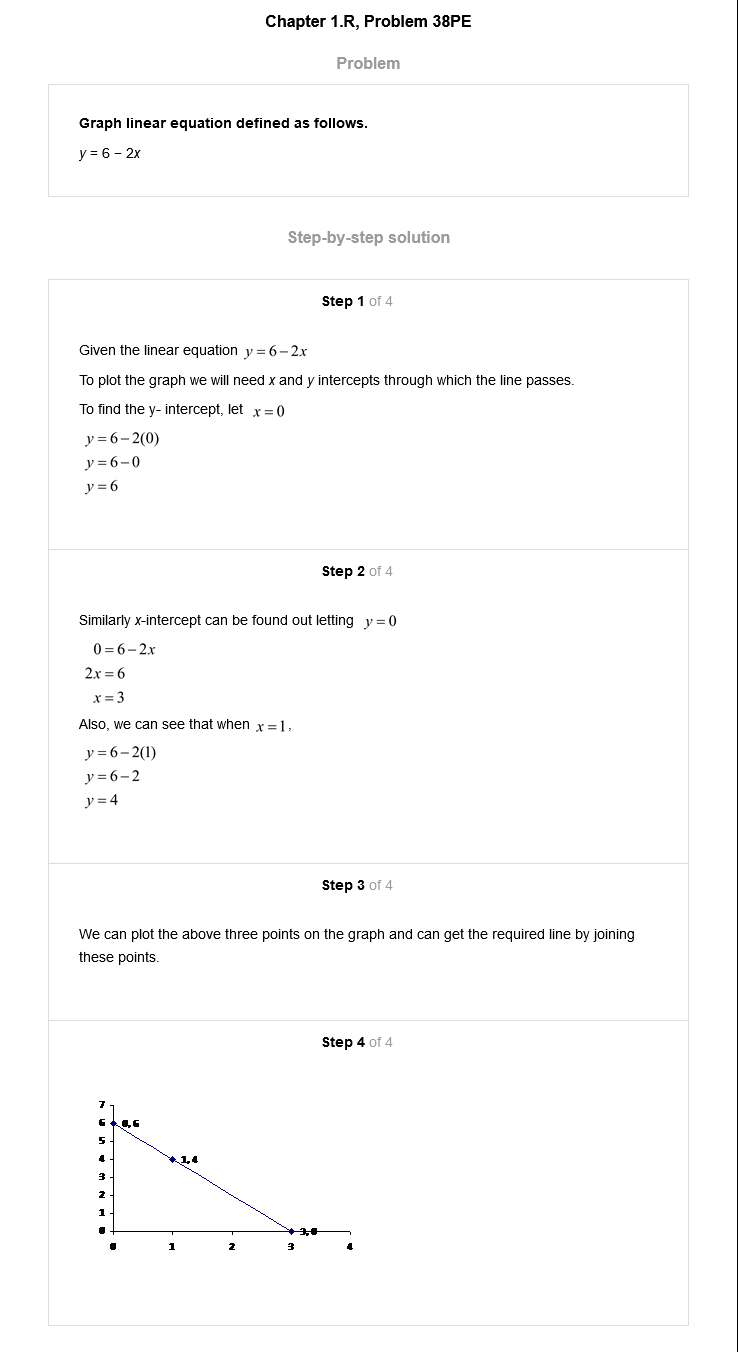 Chapter 1.R, Problem 38PE
Problem
Graph linear equation defined as follows.
y = 6 – 2x
Step-by-step solution
Step 1 of 4
Given the linear equation y = 6 – 2x
To plot the graph we will need x and y intercepts through which the line passes.
To find the y- intercept, let x = 0
y = 6 – 2(0)
y = 6 – 0
y = 6
Step 2 of 4
Similarly x-intercept can be found out letting y = 0
0 = 6 – 2x
2x = 6
x = 3
Also, we can see that when x = 1,
y = 6 – 2(1)
y = 6 – 2
y = 4
Step 3 of 4
We can plot the above three points on the graph and can get the required line by joining
these points.
Step 4 of 4
7
6 0, 6
5
4 1, 4
3
2
1
0 3, 0
0 1 2 3 4